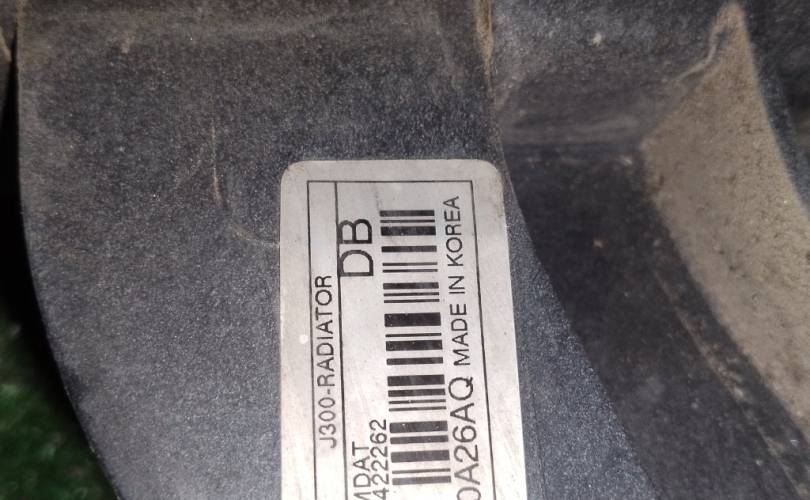 J300-RADIATOR
DB
MDAT
422262
0A26AQ MADE IN KOREA